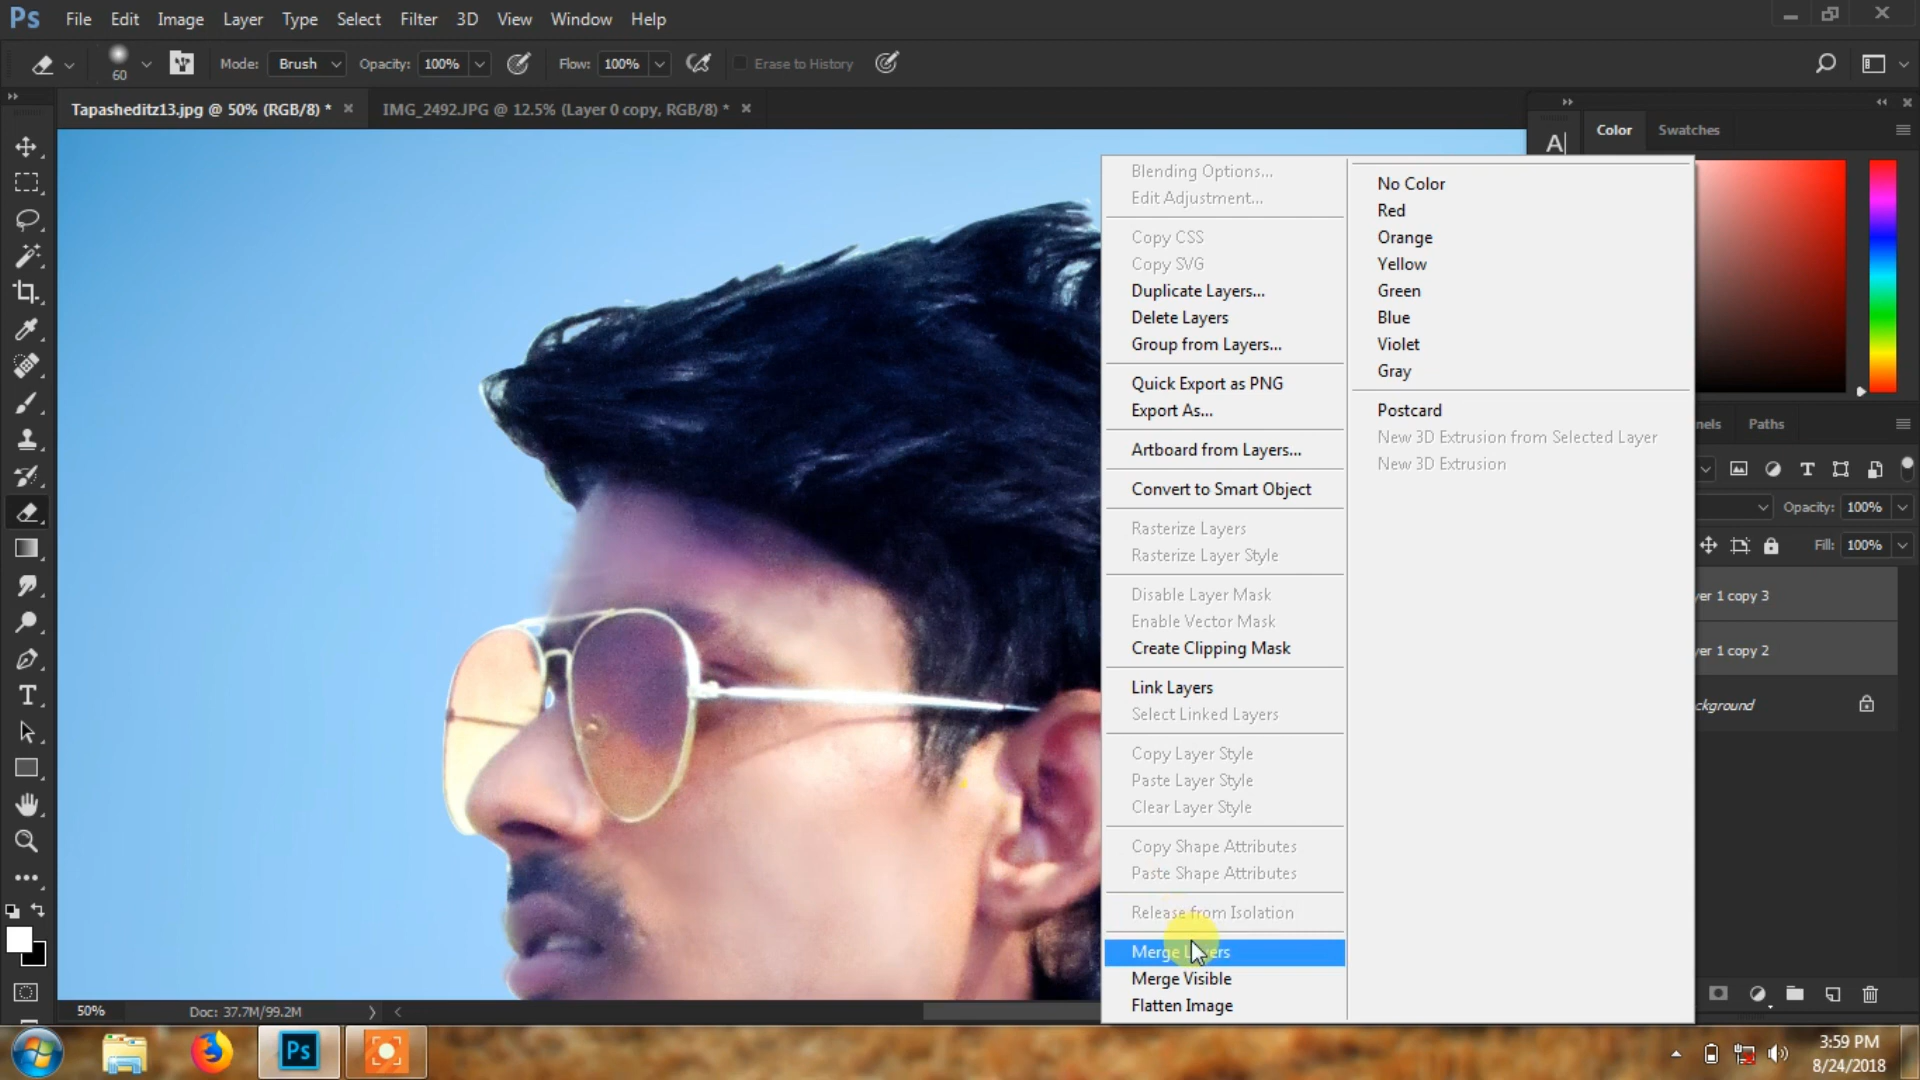 Ps File Edit Image Layer Type Select Filter 3D View Window Help
60 Mode: Brush Opacity: 100% Flow: 100% Erase to History
Tapasheditz13.jpg @ 50% (RGB/8) * × IMG_2492.JPG @ 12.5% (Layer 0 copy, RGB/8) * ×
A Color Swatches
Blending Options...
Edit Adjustment...
Copy CSS
Copy SVG
Duplicate Layers...
Delete Layers
Group from Layers...
Quick Export as PNG
Export As...
Artboard from Layers...
Convert to Smart Object
Rasterize Layers
Rasterize Layer Style
Disable Layer Mask
Enable Vector Mask
Create Clipping Mask
Link Layers
Select Linked Layers
Copy Layer Style
Paste Layer Style
Clear Layer Style
Copy Shape Attributes
Paste Shape Attributes
Release from Isolation
Merge Layers
Merge Visible
Flatten Image
No Color
Red
Orange
Yellow
Green
Blue
Violet
Gray
Postcard
New 3D Extrusion from Selected Layer
New 3D Extrusion
nels Paths
Opacity: 100%
Fill: 100%
yer 1 copy 3
yer 1 copy 2
ckground
50% Doc: 37.7M/99.2M
Ps
3:59 PM
8/24/2018